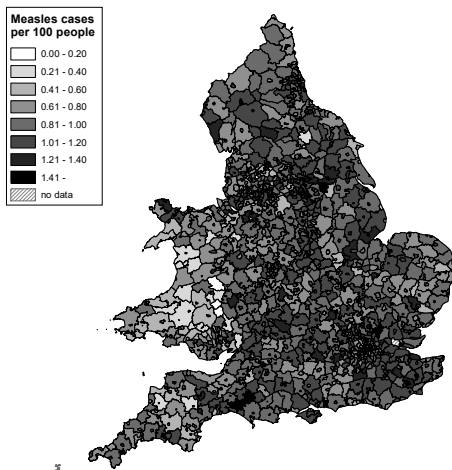 Measles cases
per 100 people
0.00 - 0.20
0.21 - 0.40
0.41 - 0.60
0.61 - 0.80
0.81 - 1.00
1.01 - 1.20
1.21 - 1.40
1.41 -
no data